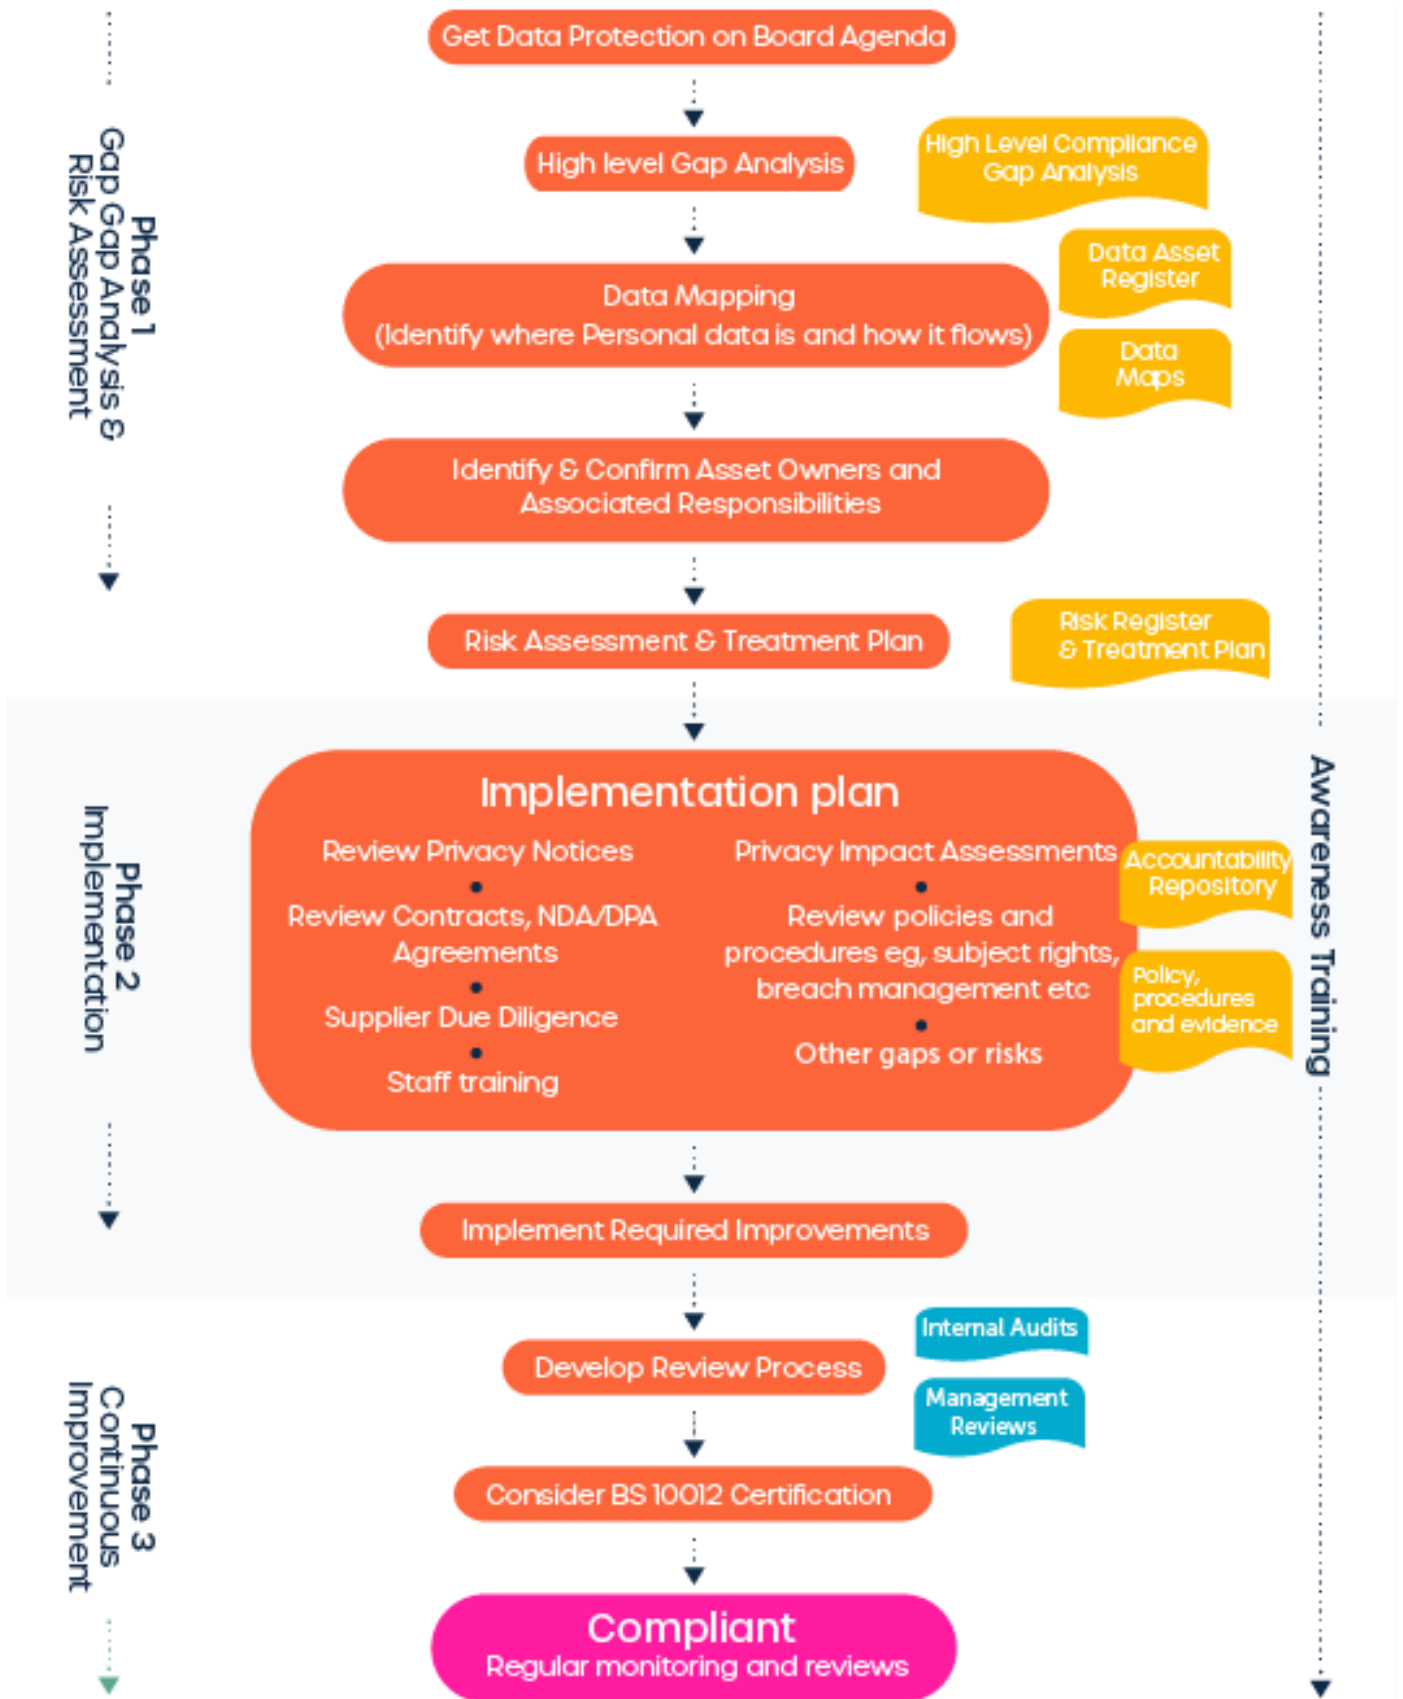 Get Data Protection on Board Agenda
High level Gap Analysis
High Level Compliance
Gap Analysis
Data Mapping
(Identify where Personal data is and how it flows)
Data Asset
Register
Data
Maps
Phase 1
Gap Gap Analysis &
Risk Assessment
Identify & Confirm Asset Owners and
Associated Responsibilities
Risk Assessment & Treatment Plan
Risk Register
& Treatment Plan
Phase 2
Implementation
Implementation plan
Review Privacy Notices
Review Contracts, NDA/DPA
Agreements
Supplier Due Diligence
Staff training
Privacy Impact Assessments
Review policies and
procedures eg, subject rights,
breach management etc
Other gaps or risks
Accountability
Repository
Policy,
procedures
and evidence
Awareness Training
Implement Required Improvements
Phase 3
Continuous
Improvement
Develop Review Process
Internal Audits
Management
Reviews
Consider BS 10012 Certification
Compliant
Regular monitoring and reviews